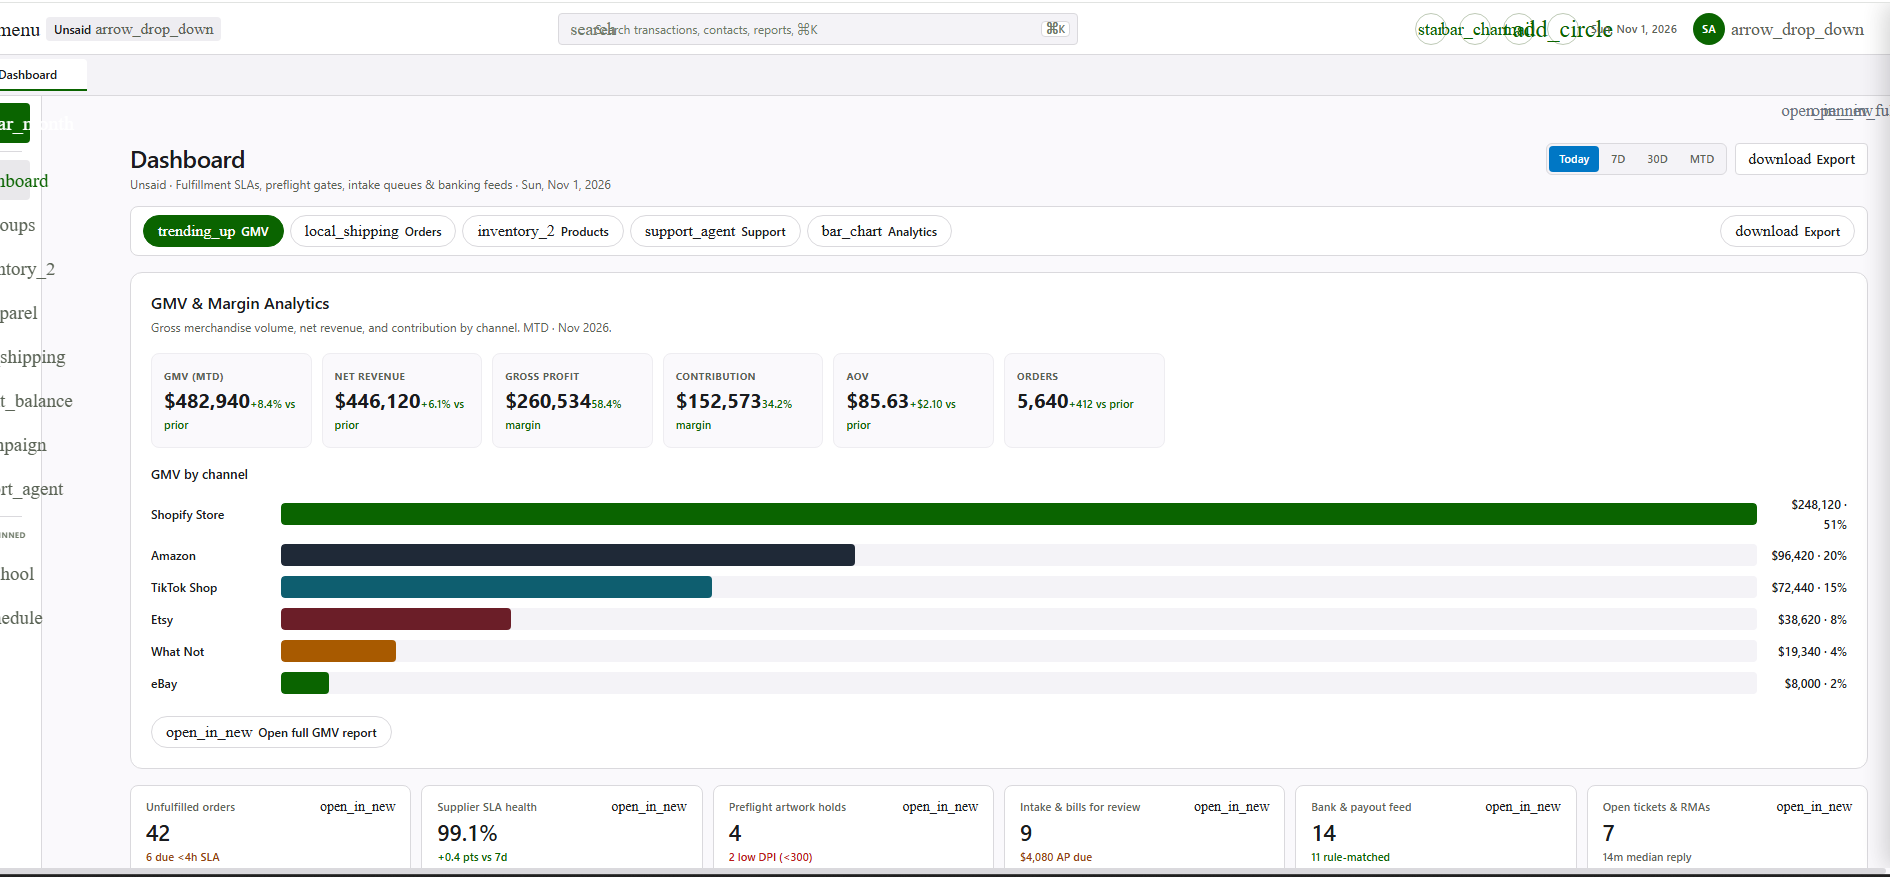 menu Unsaid arrow_drop_down
Search transactions, contacts, reports, ⌘K ⌘K
Sun, Nov 1, 2026 SA arrow_drop_down
Dashboard
open_in_new
Dashboard
Unsaid · Fulfillment SLAs, preflight gates, intake queues & banking feeds · Sun, Nov 1, 2026
Today 7D 30D MTD download Export
trending_up GMV local_shipping Orders inventory_2 Products support_agent Support bar_chart Analytics download Export
nboard
oups
ntory_2
parel
shipping
t_balance
npaign
ort_agent
INNED
hool
nedule
GMV & Margin Analytics
Gross merchandise volume, net revenue, and contribution by channel. MTD · Nov 2026.
GMV (MTD)
$482,940+8.4% vs
prior
NET REVENUE
$446,120+6.1% vs
prior
GROSS PROFIT
$260,53458.4%
margin
CONTRIBUTION
$152,57334.2%
margin
AOV
$85.63+$2.10 vs
prior
ORDERS
5,640+412 vs prior
GMV by channel
Shopify Store $248,120 ·
51%
Amazon $96,420 · 20%
TikTok Shop $72,440 · 15%
Etsy $38,620 · 8%
What Not $19,340 · 4%
eBay $8,000 · 2%
open_in_new Open full GMV report
Unfulfilled orders open_in_new
42
6 due <4h SLA
Supplier SLA health open_in_new
99.1%
+0.4 pts vs 7d
Preflight artwork holds open_in_new
4
2 low DPI (<300)
Intake & bills for review open_in_new
9
$4,080 AP due
Bank & payout feed open_in_new
14
11 rule-matched
Open tickets & RMAs open_in_new
7
14m median reply